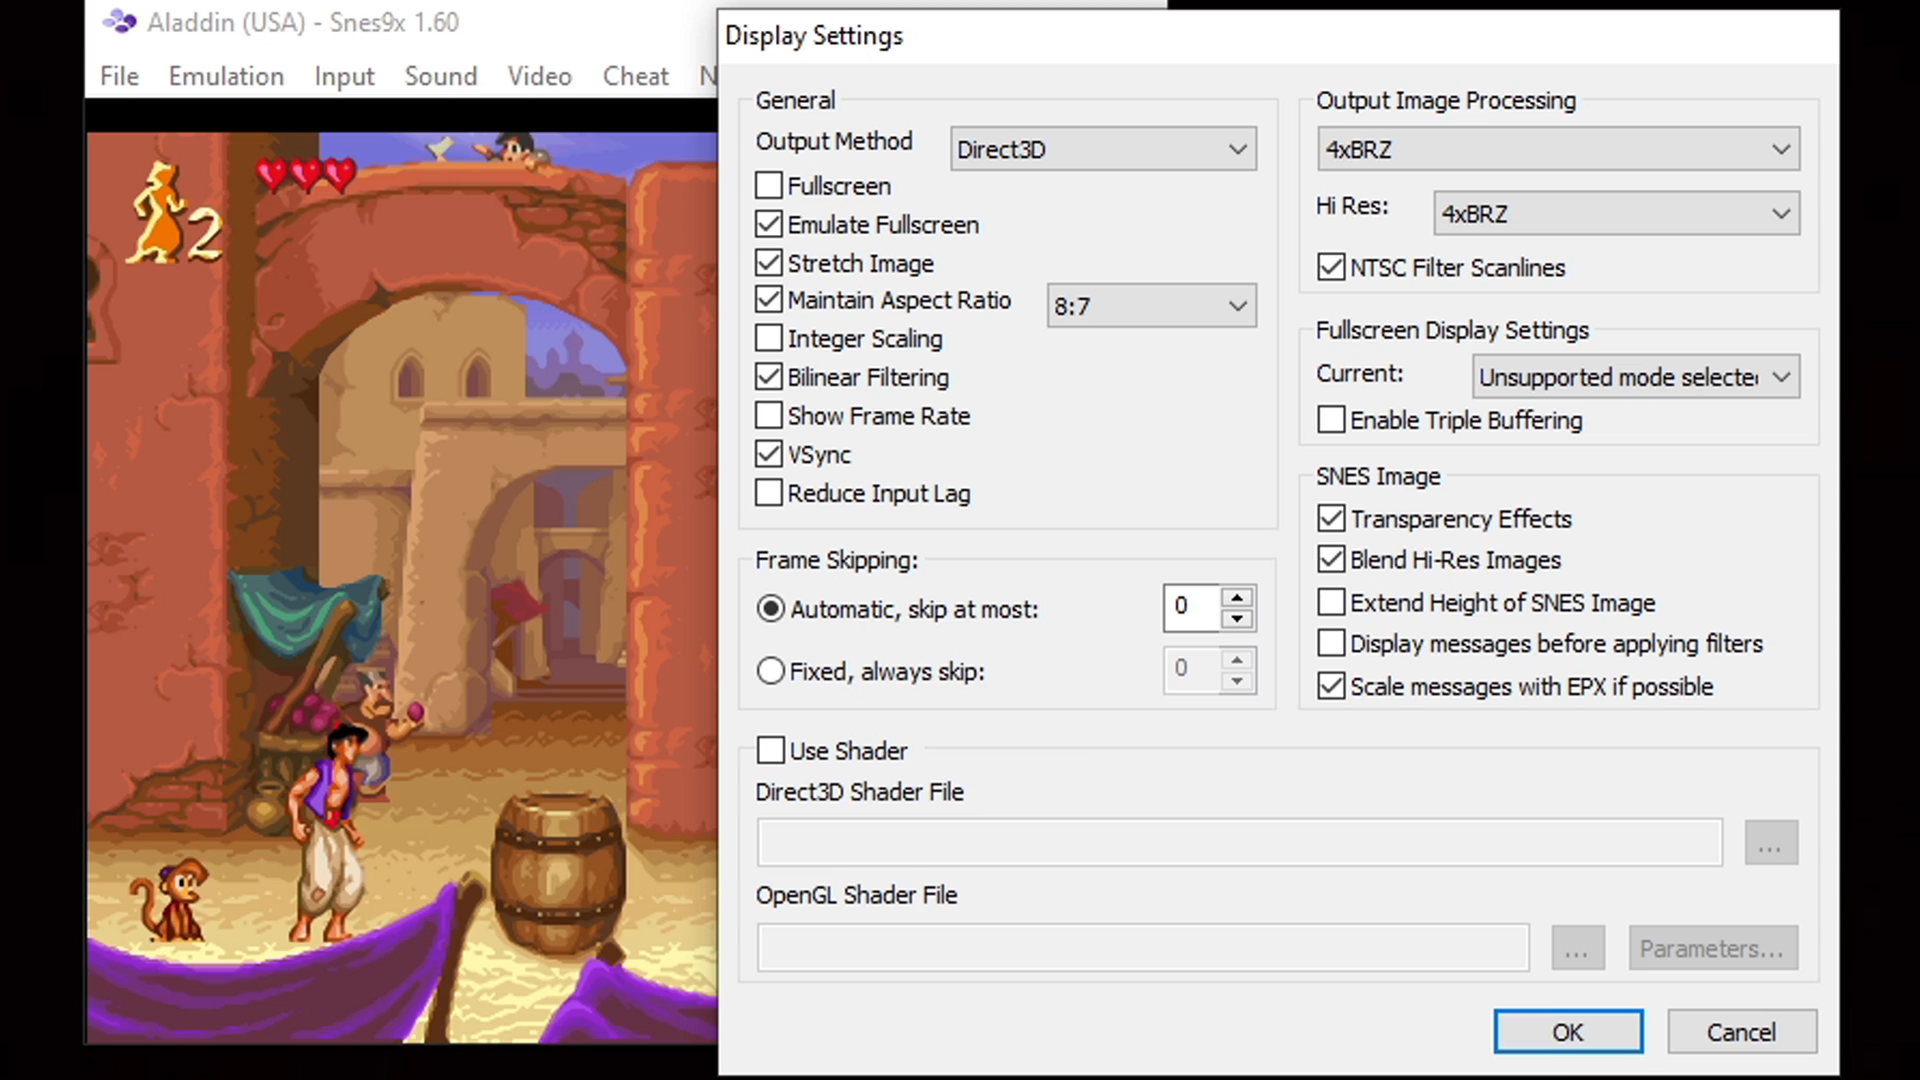 Aladdin (USA) - Snes9x 1.60
File Emulation Input Sound Video Cheat N
2
Display Settings
General
Output Method Direct3D
Fullscreen
Emulate Fullscreen
Stretch Image
Maintain Aspect Ratio 8:7
Integer Scaling
Bilinear Filtering
Show Frame Rate
VSync
Reduce Input Lag
Frame Skipping:
Automatic, skip at most: 0
Fixed, always skip: 0
Output Image Processing
4xBRZ
Hi Res: 4xBRZ
NTSC Filter Scanlines
Fullscreen Display Settings
Current: Unsupported mode selected
Enable Triple Buffering
SNES Image
Transparency Effects
Blend Hi-Res Images
Extend Height of SNES Image
Display messages before applying filters
Scale messages with EPX if possible
Use Shader
Direct3D Shader File
...
OpenGL Shader File
... Parameters...
OK Cancel